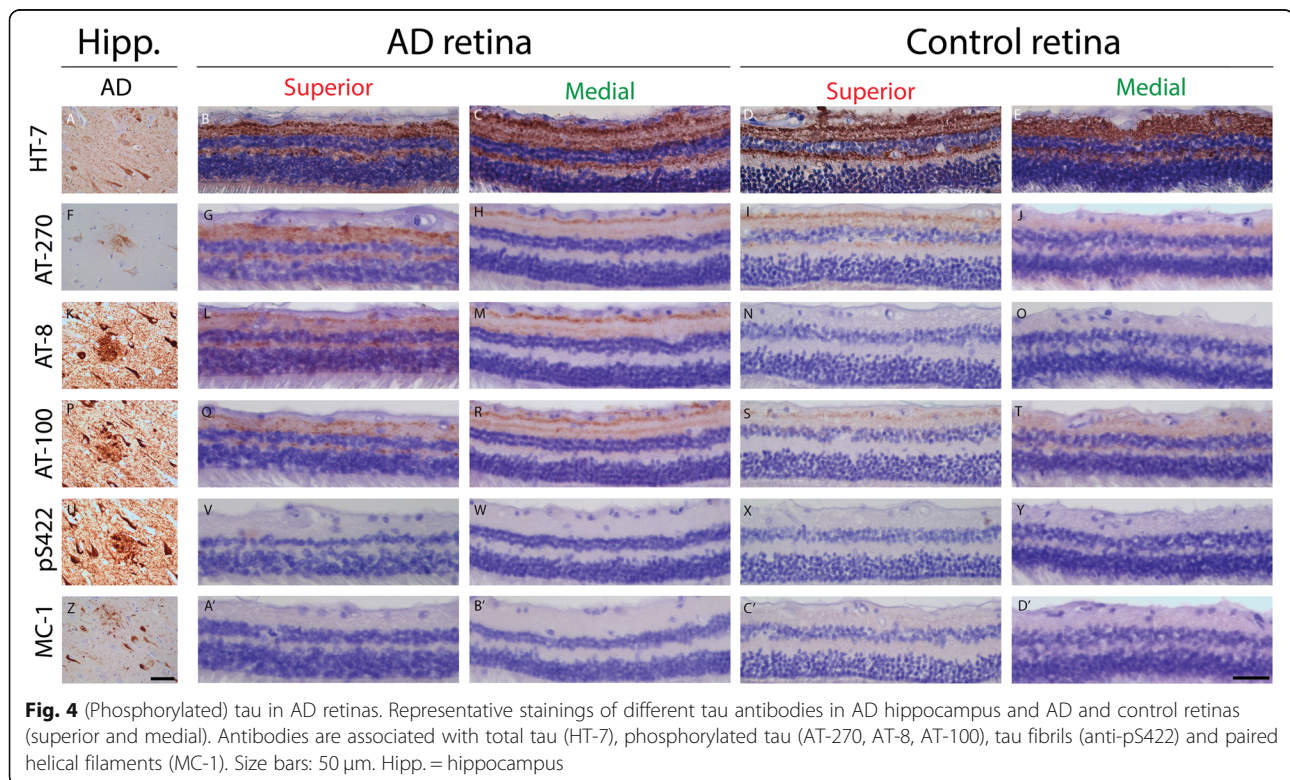 Hipp. AD retina Control retina
AD Superior Medial Superior Medial
HT-7 A B C D E
AT-270 F G H I J
AT-8 K L M N O
AT-100 P Q R S T
pS422 U V W X Y
MC-1 Z A' B' C' D'
Fig. 4 (Phosphorylated) tau in AD retinas. Representative stainings of different tau antibodies in AD hippocampus and AD and control retinas
(superior and medial). Antibodies are associated with total tau (HT-7), phosphorylated tau (AT-270, AT-8, AT-100), tau fibrils (anti-pS422) and paired
helical filaments (MC-1). Size bars: 50 μm. Hipp. = hippocampus